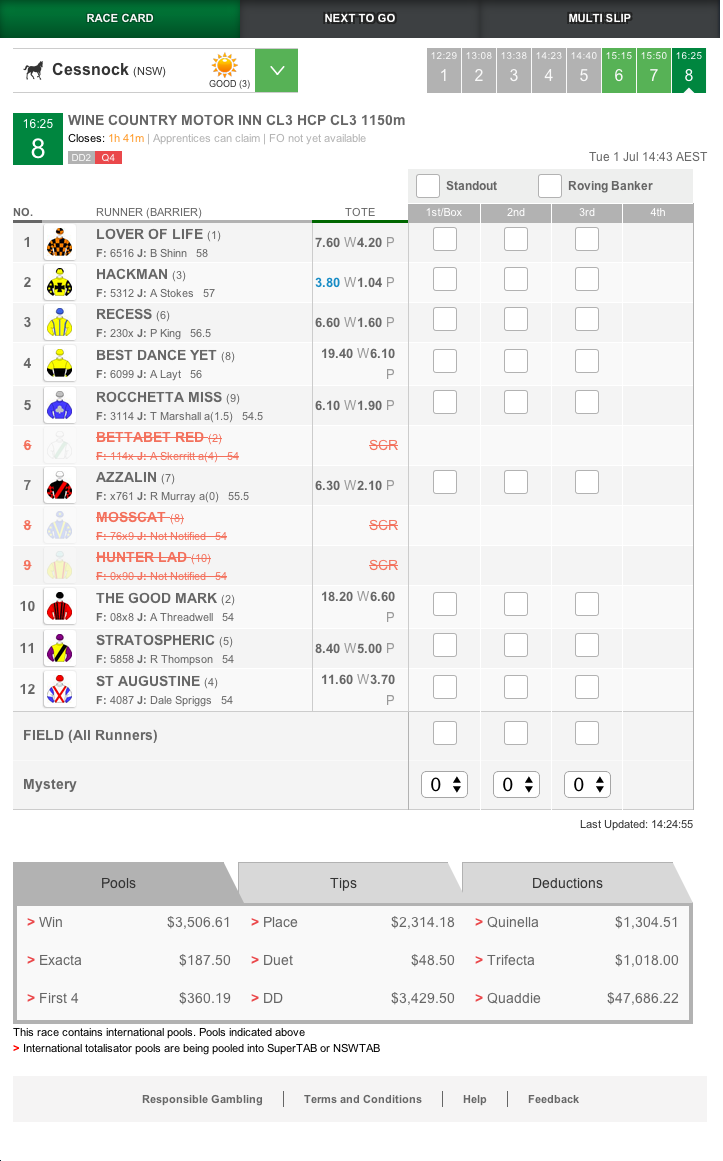 RACE CARD NEXT TO GO MULTI SLIP
Cessnock (NSW) GOOD (3)
12:29 13:08 13:38 14:23 14:40 15:15 15:50 16:25
1 2 3 4 5 6 7 8
16:25
8
WINE COUNTRY MOTOR INN CL3 HCP CL3 1150m
Closes: 1h 41m | Apprentices can claim | FO not yet available
DD2 Q4
Tue 1 Jul 14:43 AEST
Standout Roving Banker
NO. RUNNER (BARRIER) TOTE 1st/Box 2nd 3rd 4th
1 LOVER OF LIFE (1) 7.60 W 4.20 P
F: 6516 J: B Shinn 58
2 HACKMAN (3) 3.80 W 1.04 P
F: 5312 J: A Stokes 57
3 RECESS (6) 6.60 W 1.60 P
F: 230x J: P King 56.5
4 BEST DANCE YET (8) 19.40 W 6.10 P
F: 6099 J: A Layt 56
5 ROCCHETTA MISS (9) 6.10 W 1.90 P
F: 3114 J: T Marshall a(1.5) 54.5
6 BETTABET RED (2) SCR
F: 114x J: A Skerritt a(4) 54
7 AZZALIN (7) 6.30 W 2.10 P
F: x761 J: R Murray a(0) 55.5
8 MOSSCAT (8) SCR
F: 76x9 J: Not Notified 54
9 HUNTER LAD (10) SCR
F: 0x90 J: Not Notified 54
10 THE GOOD MARK (2) 18.20 W 6.60 P
F: 08x8 J: A Threadwell 54
11 STRATOSPHERIC (5) 8.40 W 5.00 P
F: 5858 J: R Thompson 54
12 ST AUGUSTINE (4) 11.60 W 3.70 P
F: 4087 J: Dale Spriggs 54
FIELD (All Runners)
Mystery 0 0 0
Last Updated: 14:24:55
Pools Tips Deductions
> Win $3,506.61 > Place $2,314.18 > Quinella $1,304.51
> Exacta $187.50 > Duet $48.50 > Trifecta $1,018.00
> First 4 $360.19 > DD $3,429.50 > Quaddie $47,686.22
This race contains international pools. Pools indicated above
> International totalisator pools are being pooled into SuperTAB or NSWTAB
Responsible Gambling | Terms and Conditions | Help | Feedback